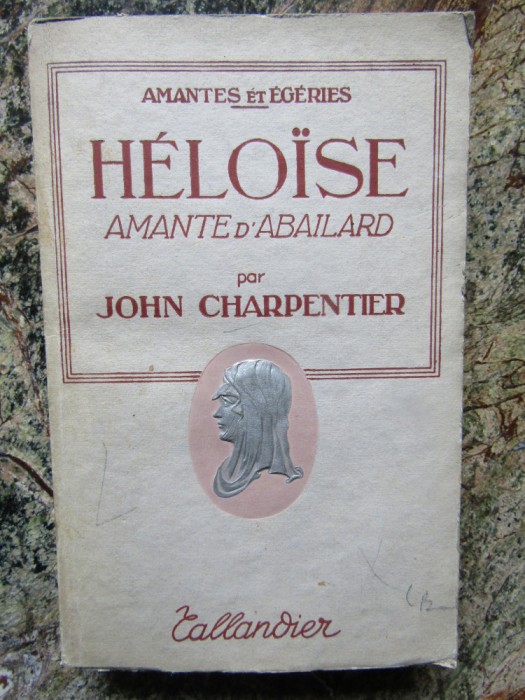 AMANTES ET ÉGÉRIES
HÉLOÏSE
AMANTE D'ABAILARD
par
JOHN CHARPENTIER
Tallandier